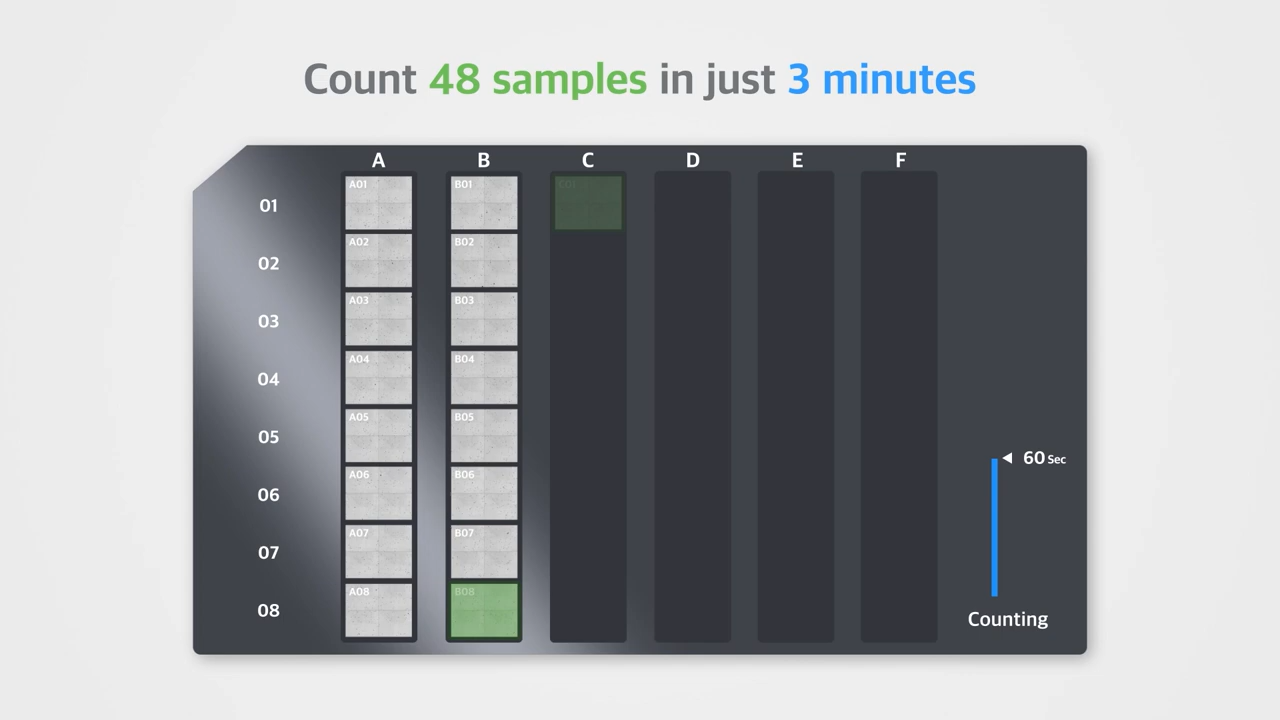 Count 48 samples in just 3 minutes
A B C D E F
01 A01 B01 C01
02 A02 B02
03 A03 B03
04 A04 B04
05 A05 B05
60 Sec
06 A06 B06
07 A07 B07
08 A08 B08
Counting